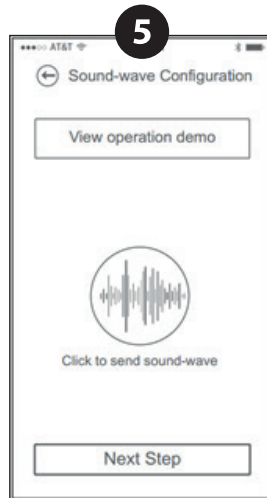 5
AT&T
Sound-wave Configuration
View operation demo
Click to send sound-wave
Next Step